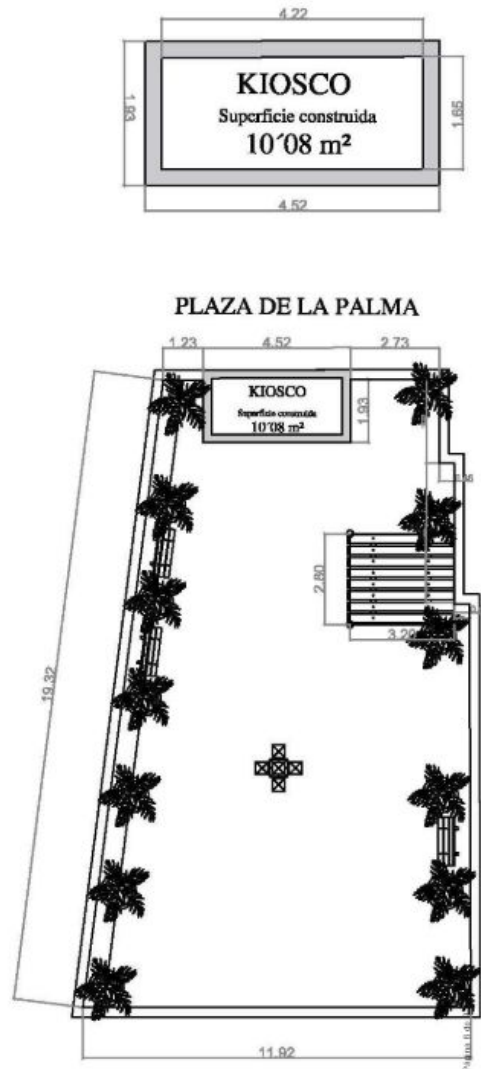 4.22
KIOSCO
1.93
Superficie construida
1.65
10´08 m²
4.52
PLAZA DE LA PALMA
1.23 4.52 2.73
KIOSCO
Superficie construida
10´08 m²
1.93
2.80
3.20
19.32
11.92